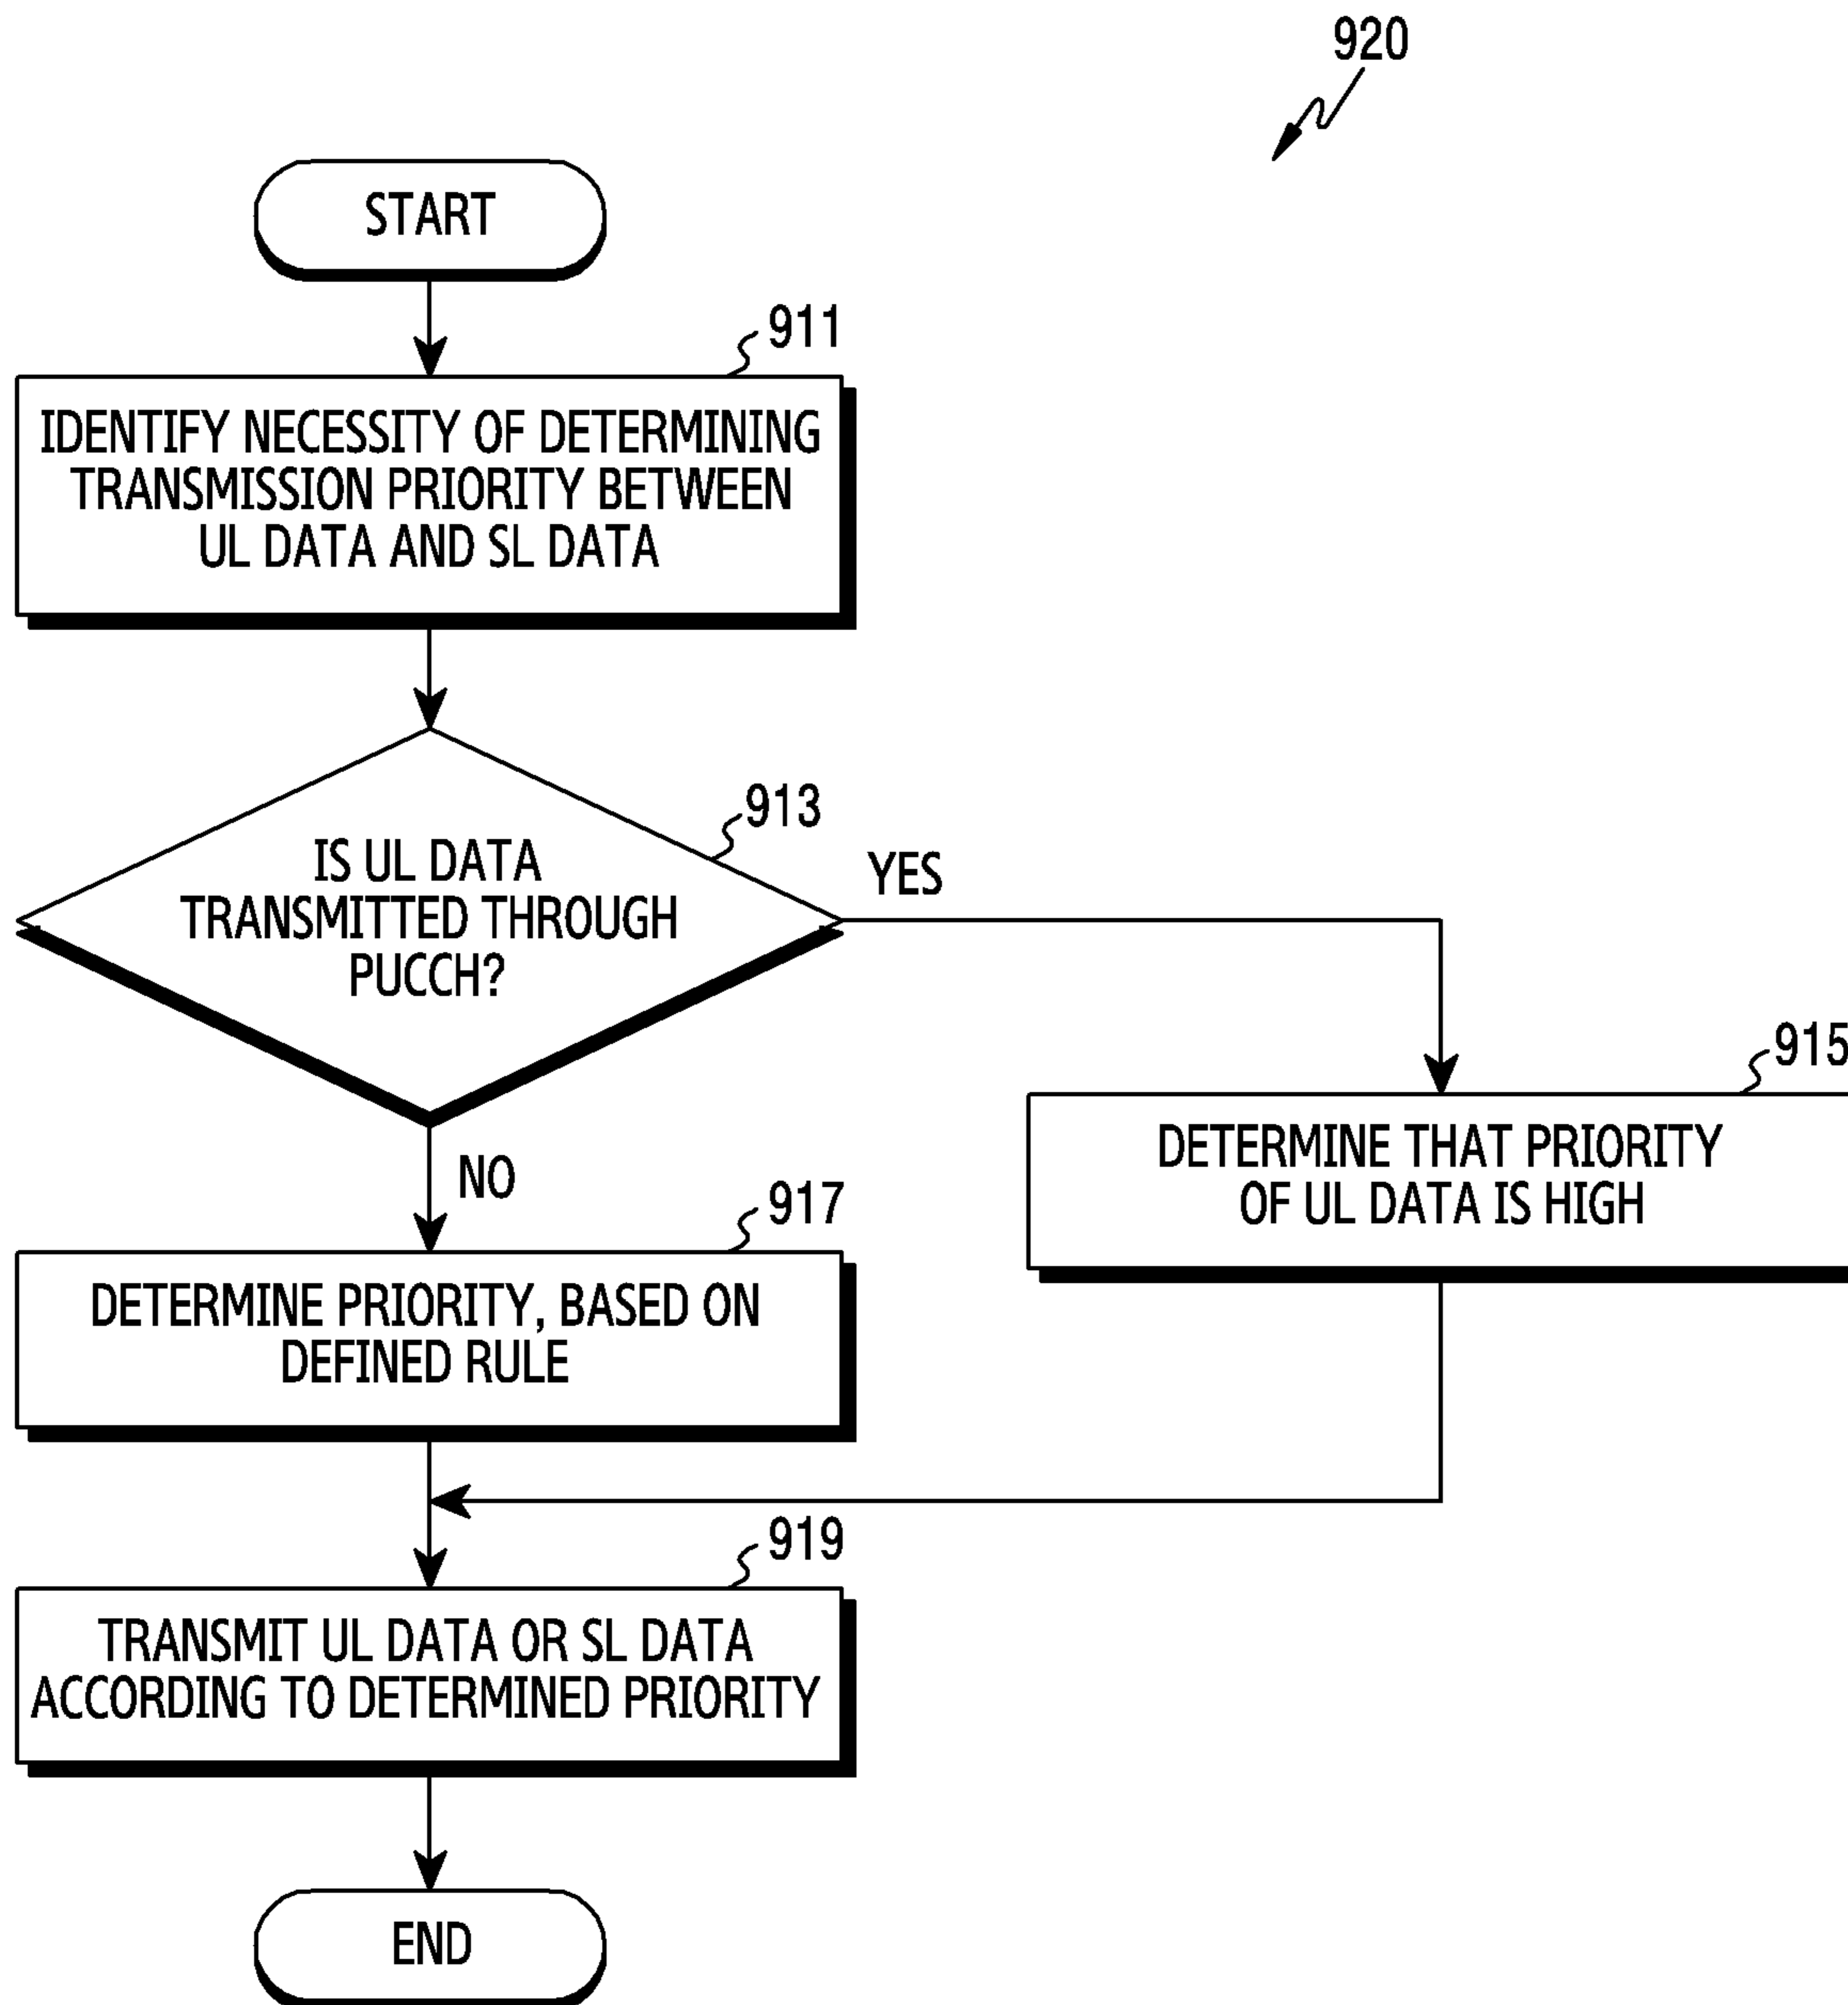 920
START
911
IDENTIFY NECESSITY OF DETERMINING
TRANSMISSION PRIORITY BETWEEN
UL DATA AND SL DATA
913
IS UL DATA
TRANSMITTED THROUGH
PUCCH?
YES
915
DETERMINE THAT PRIORITY
OF UL DATA IS HIGH
NO
917
DETERMINE PRIORITY, BASED ON
DEFINED RULE
919
TRANSMIT UL DATA OR SL DATA
ACCORDING TO DETERMINED PRIORITY
END